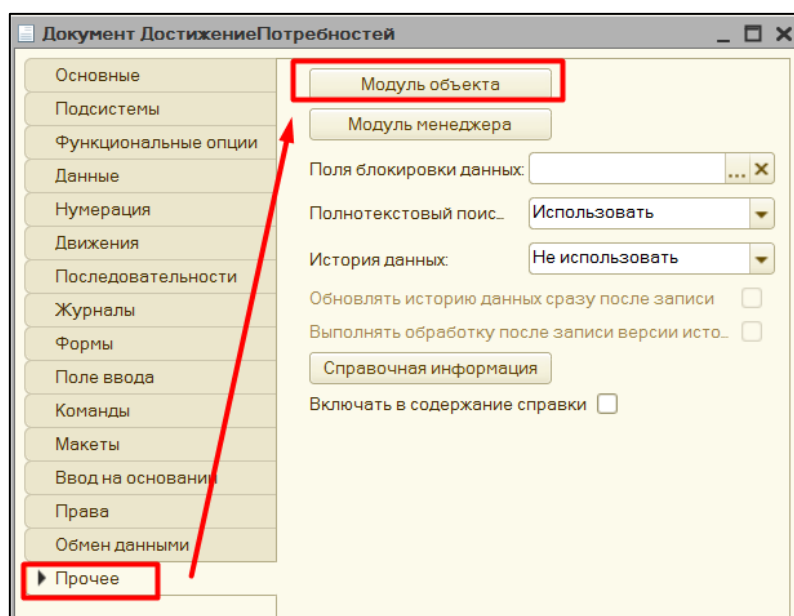 Документ ДостижениеПотребностей
Основные
Подсистемы
Функциональные опции
Данные
Нумерация
Движения
Последовательности
Журналы
Формы
Поле ввода
Команды
Макеты
Ввод на основании
Права
Обмен данными
Прочее
Модуль объекта
Модуль менеджера
Поля блокировки данных:
Полнотекстовый поис... Использовать
История данных: Не использовать
Обновлять историю данных сразу после записи
Выполнять обработку после записи версии исто...
Справочная информация
Включать в содержание справки